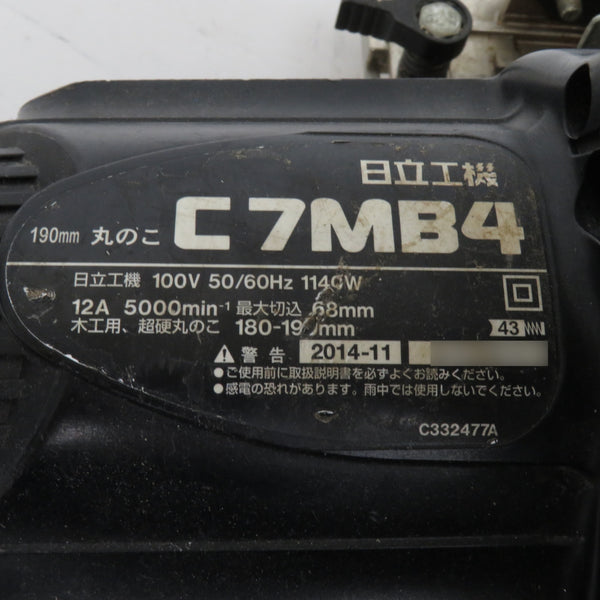 日立工機
190mm 丸のこ C7MB4
日立工機 100V 50/60Hz 1140W
12A 5000min⁻¹ 最大切込 68mm
木工用、超硬丸のこ
43
⚠ 警告 2014-11
●ご使用前に取扱説明書を必ずよくお読みください。
●感電の恐れがあります。雨中では使用しないでください。
C332477A